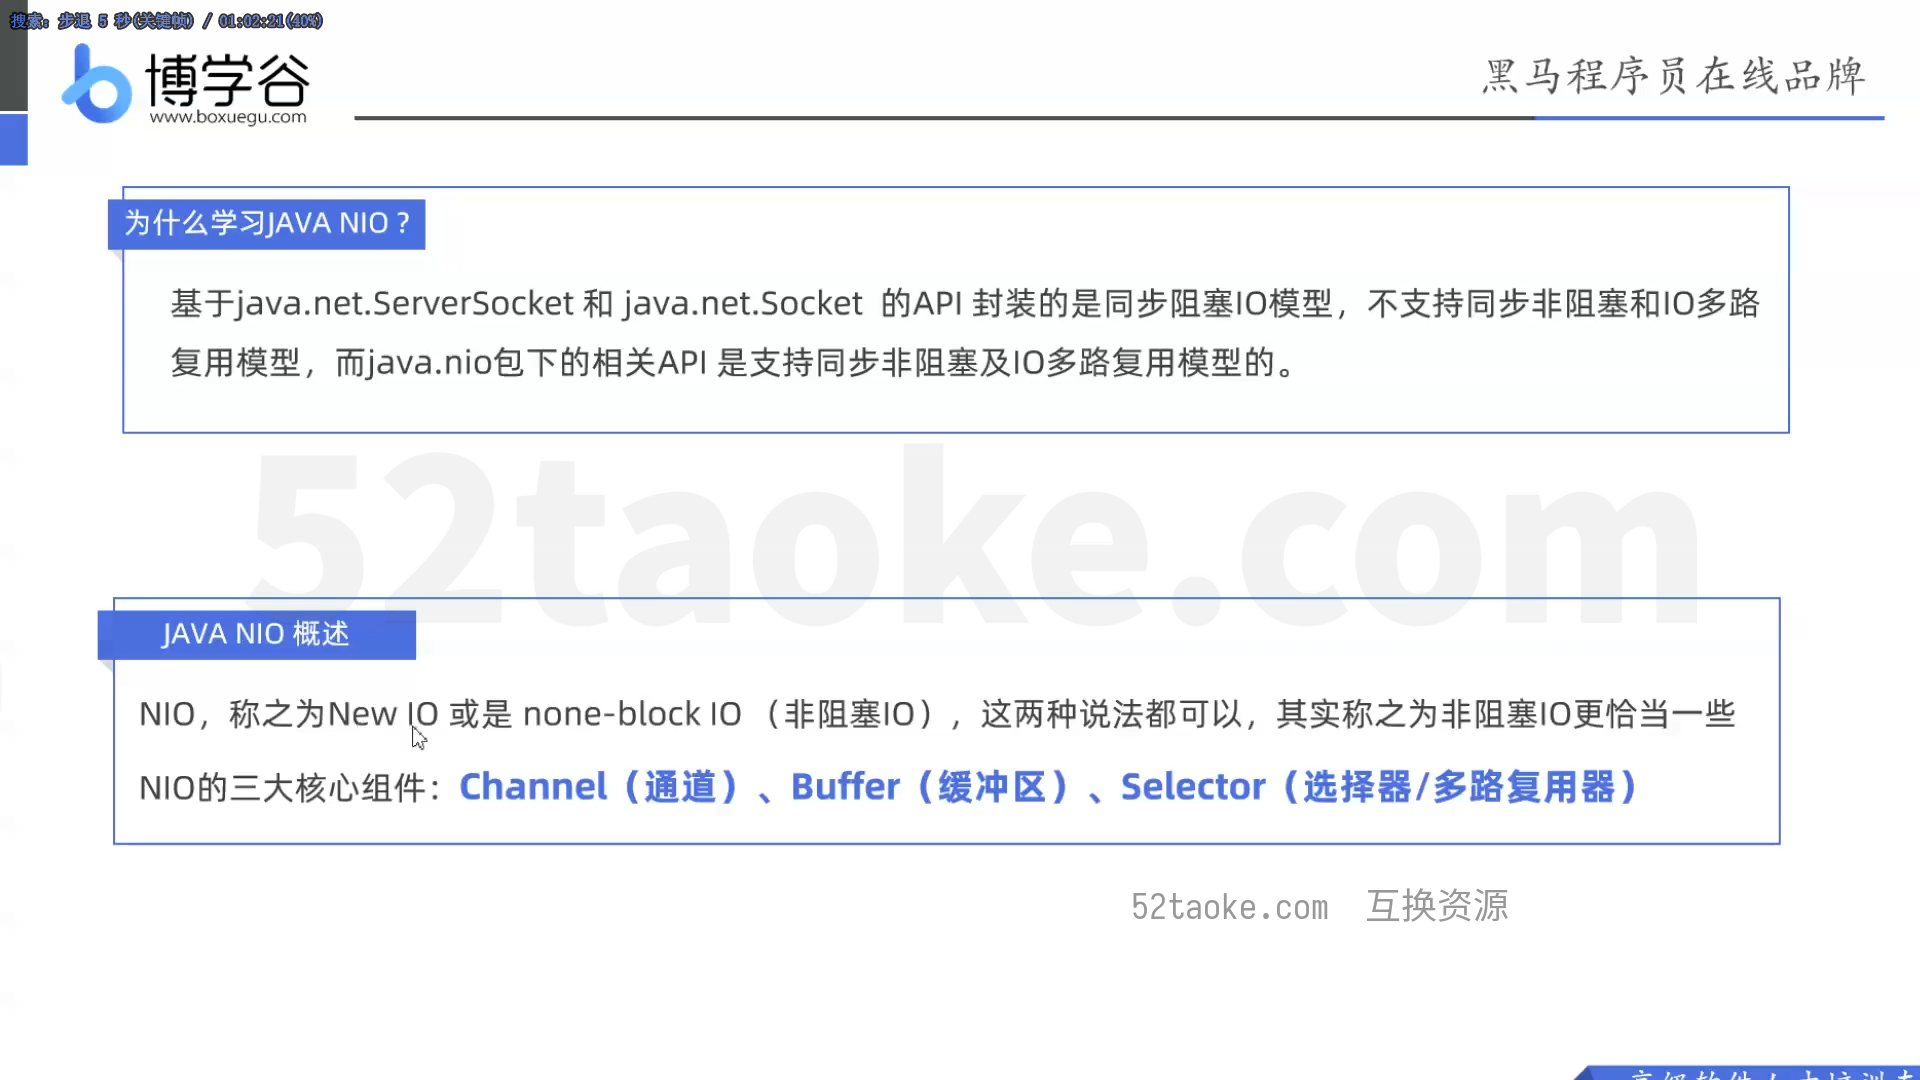 搜索: 步退 5 秒(关键帧) / 01:02:21(40%)
博学谷
www.boxuegu.com
黑马程序员在线品牌
为什么学习JAVA NIO？
基于java.net.ServerSocket 和 java.net.Socket 的API 封装的是同步阻塞IO模型，不支持同步非阻塞和IO多路
复用模型，而java.nio包下的相关API 是支持同步非阻塞及IO多路复用模型的。
52taoke.com
JAVA NIO 概述
NIO，称之为New IO 或是 none-block IO （非阻塞IO），这两种说法都可以，其实称之为非阻塞IO更恰当一些
NIO的三大核心组件：Channel（通道）、Buffer（缓冲区）、Selector（选择器/多路复用器）
52taoke.com 互换资源